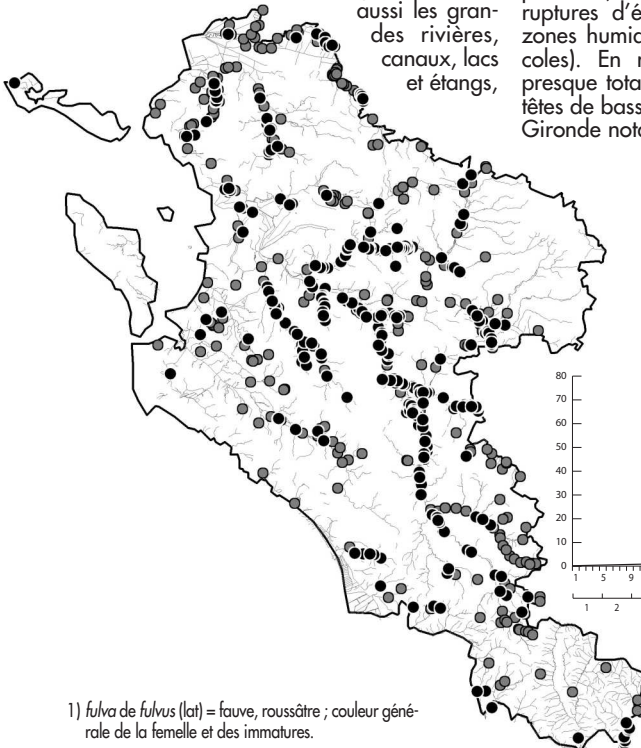 aussi les gran-
des rivières,
canaux, lacs
et étangs,
ruptures d'é
zones humid
coles). En
presque tota
têtes de bass
Gironde not
80
70
60
50
40
30
20
10
0
1 5 9
1 2
1) fulva de fulvus (lat) = fauve, roussâtre ; couleur géné-
rale de la femelle et des immatures.